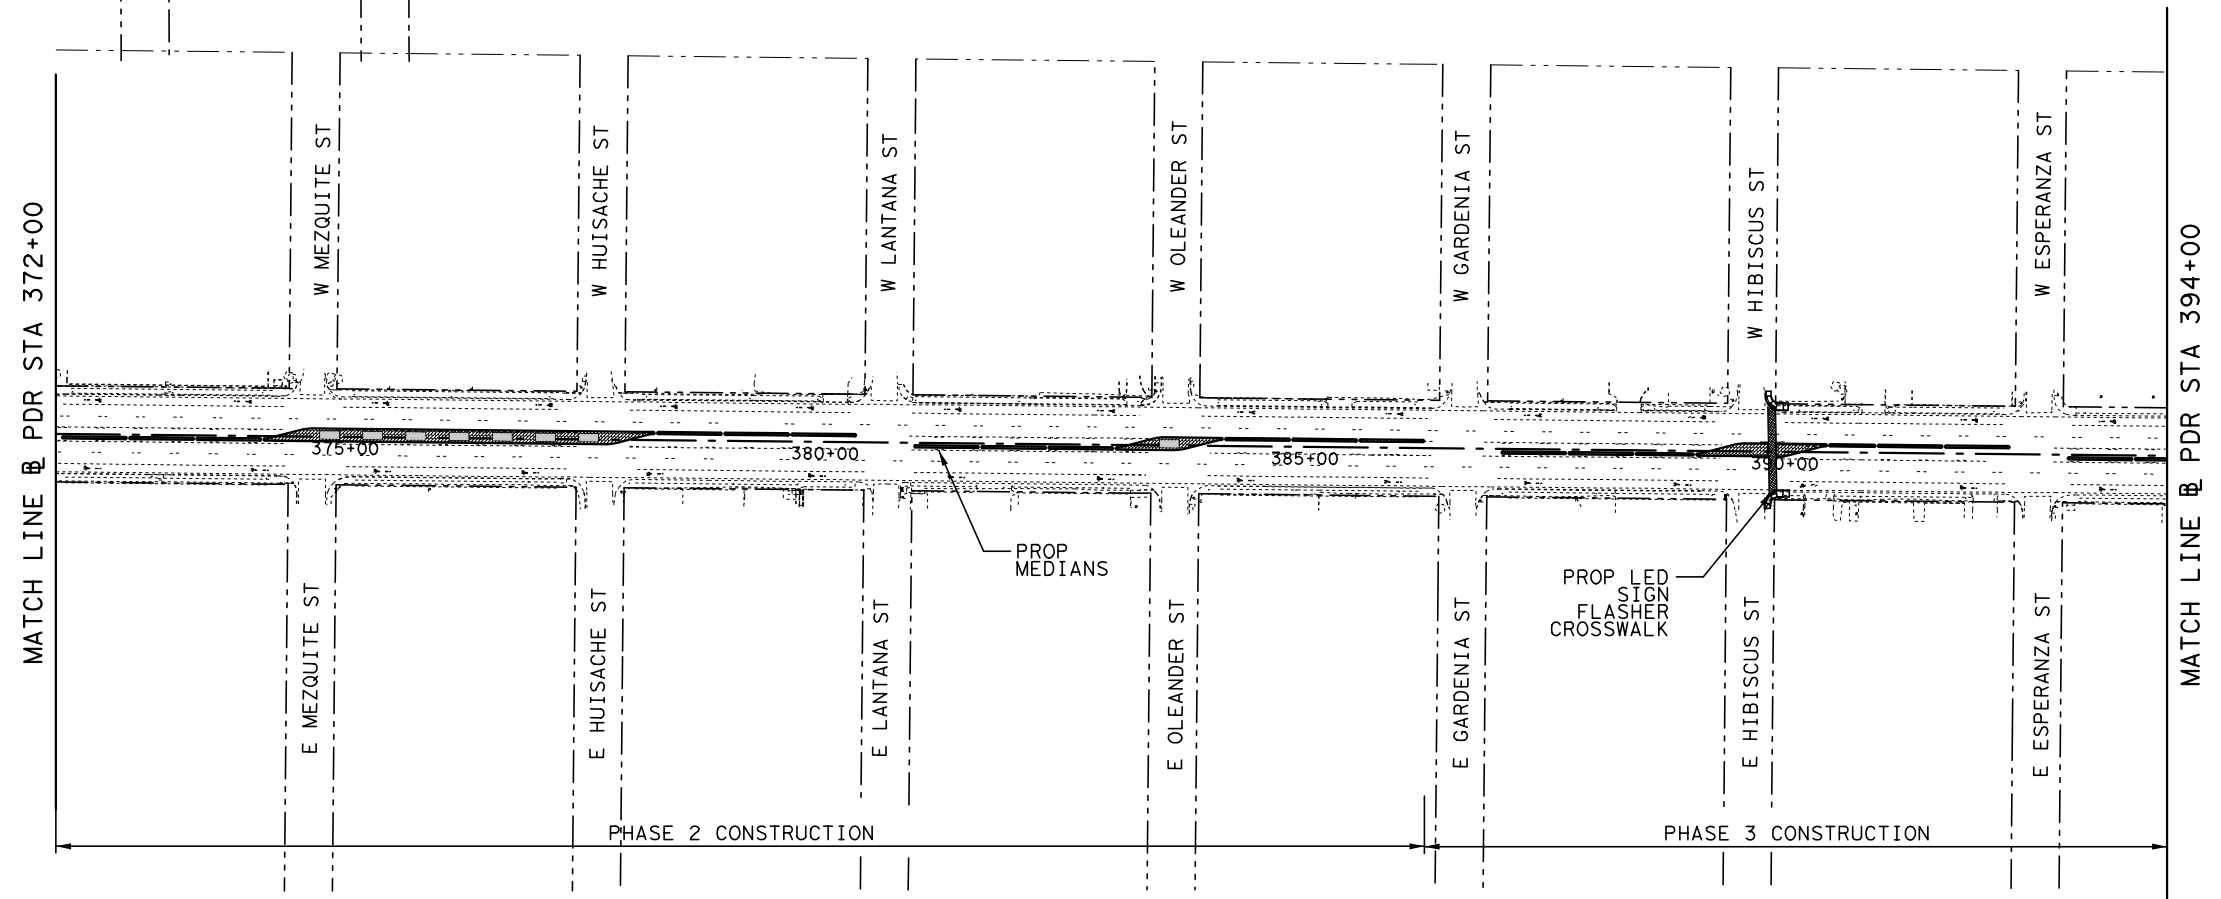 MATCH LINE ℄ PDR STA 372+00
W MEZQUITE ST
W HUISACHE ST
W LANTANA ST
W OLEANDER ST
W GARDENIA ST
W HIBISCUS ST
W ESPERANZA ST
MATCH LINE ℄ PDR STA 394+00
375+00
380+00
385+00
390+00
PROP
MEDIANS
PROP LED
SIGN
FLASHER
CROSSWALK
E MEZQUITE ST
E HUISACHE ST
E LANTANA ST
E OLEANDER ST
E GARDENIA ST
E HIBISCUS ST
E ESPERANZA ST
PHASE 2 CONSTRUCTION
PHASE 3 CONSTRUCTION